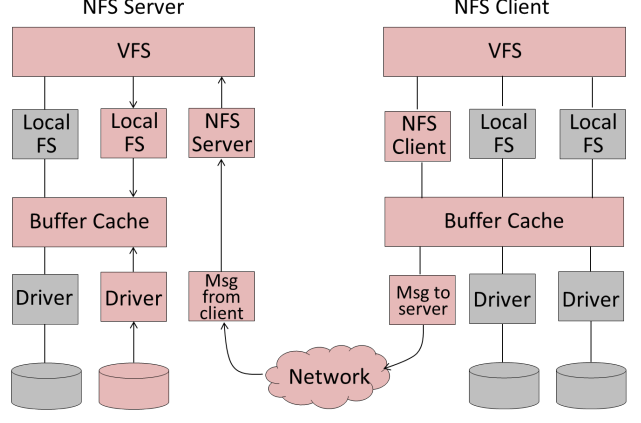 NFS Server
NFS Client
VFS
VFS
Local
FS
Local
FS
NFS
Server
NFS
Client
Local
FS
Local
FS
Buffer Cache
Buffer Cache
Driver
Driver
Msg
from
client
Msg to
server
Driver
Driver
Network